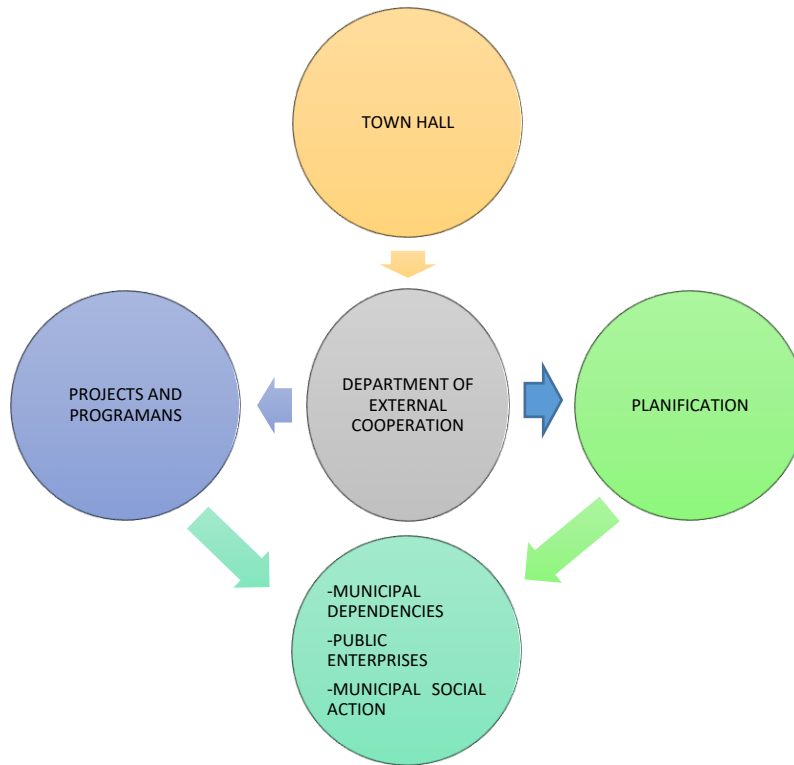 TOWN HALL
PROJECTS AND
PROGRAMANS
DEPARTMENT OF
EXTERNAL
COOPERATION
PLANIFICATION
-MUNICIPAL
DEPENDENCIES
-PUBLIC
ENTERPRISES
-MUNICIPAL SOCIAL
ACTION